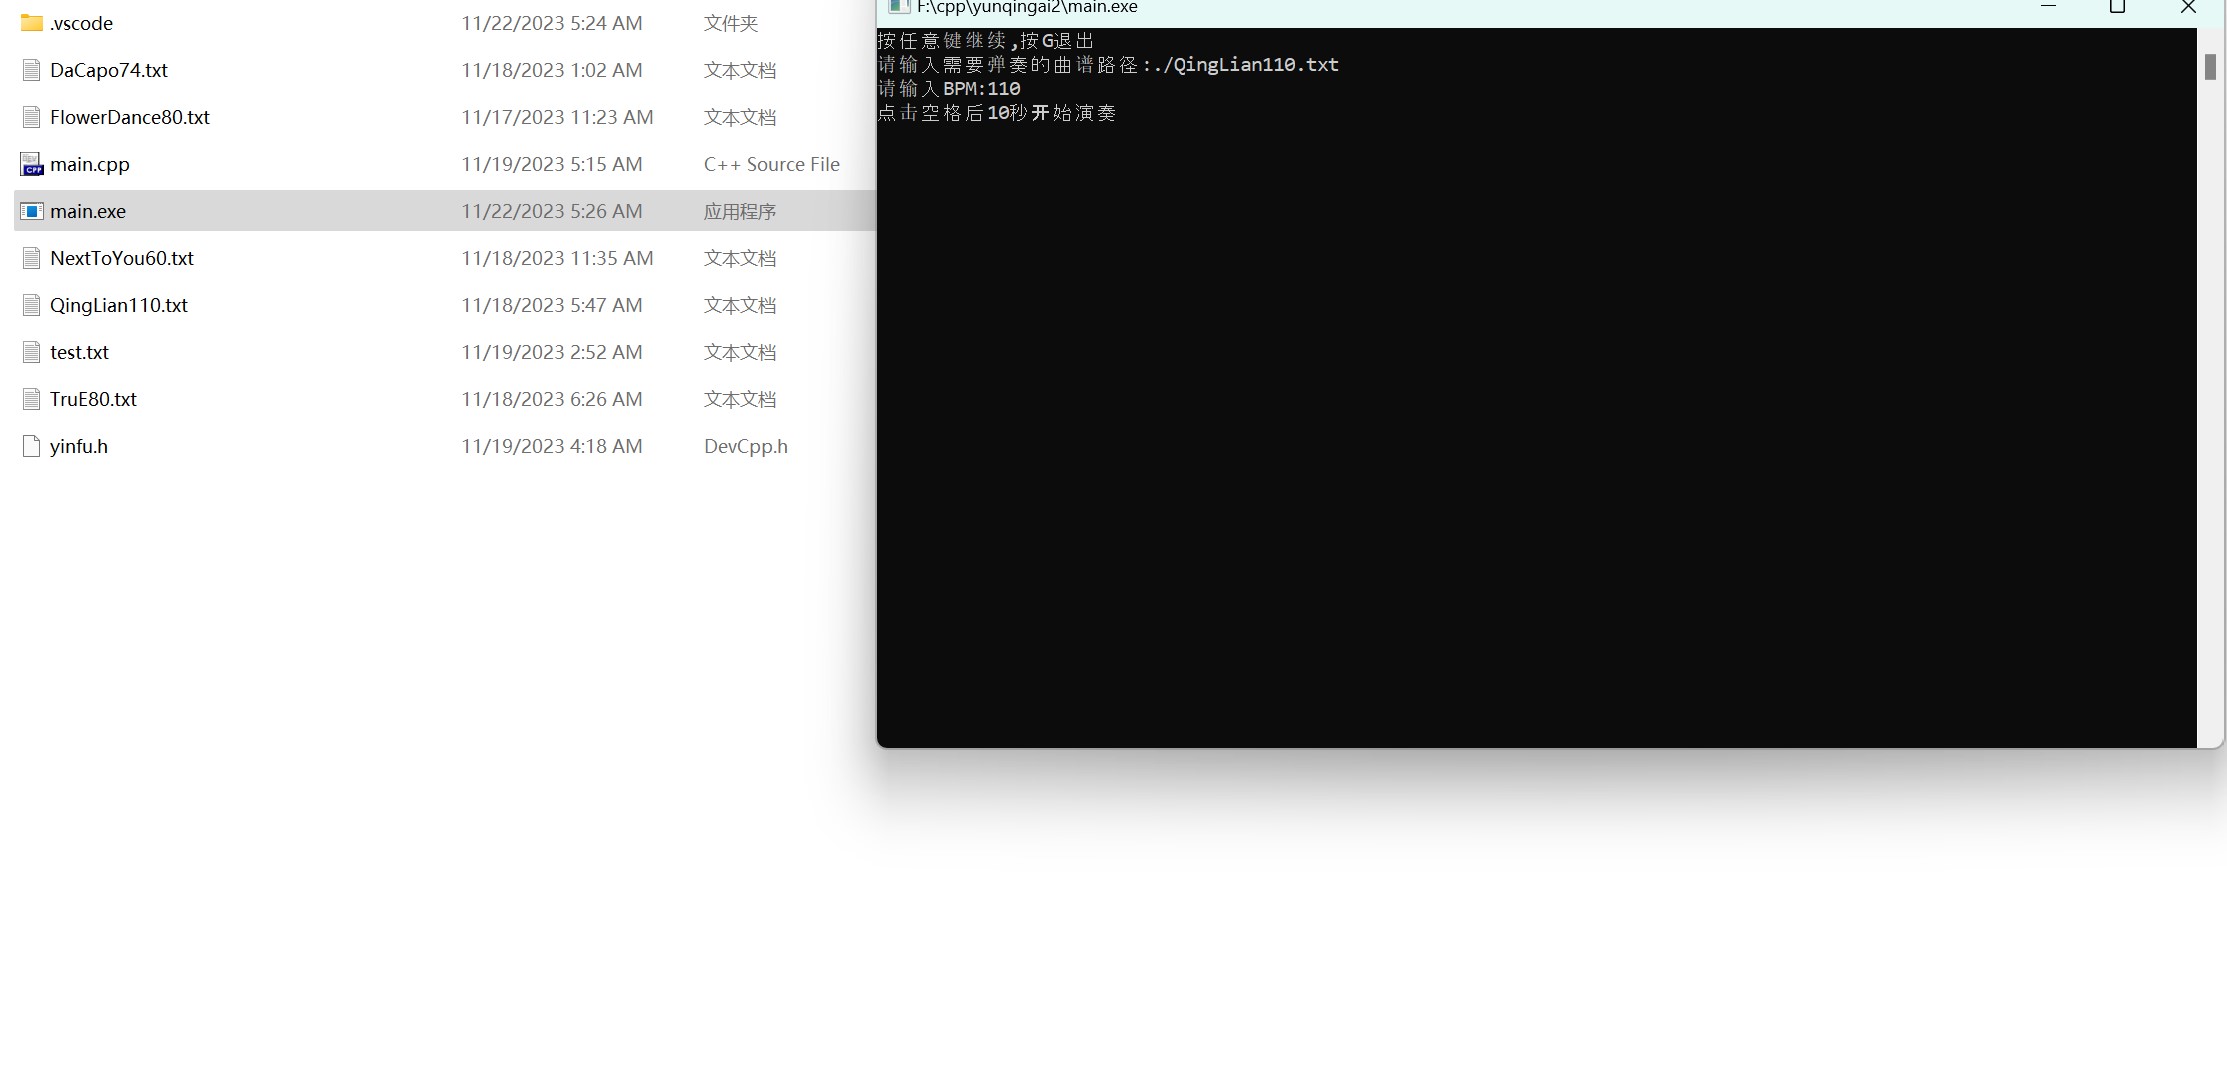 .vscode 11/22/2023 5:24 AM 文件夹
DaCapo74.txt 11/18/2023 1:02 AM 文本文档
FlowerDance80.txt 11/17/2023 11:23 AM 文本文档
main.cpp 11/19/2023 5:15 AM C++ Source File
main.exe 11/22/2023 5:26 AM 应用程序
NextToYou60.txt 11/18/2023 11:35 AM 文本文档
QingLian110.txt 11/18/2023 5:47 AM 文本文档
test.txt 11/19/2023 2:52 AM 文本文档
TruE80.txt 11/18/2023 6:26 AM 文本文档
yinfu.h 11/19/2023 4:18 AM DevCpp.h
F:\cpp\yunqingai2\main.exe
按任意键继续,按G退出
请输入需要弹奏的曲谱路径:./QingLian110.txt
请输入BPM:110
点击空格后10秒开始演奏